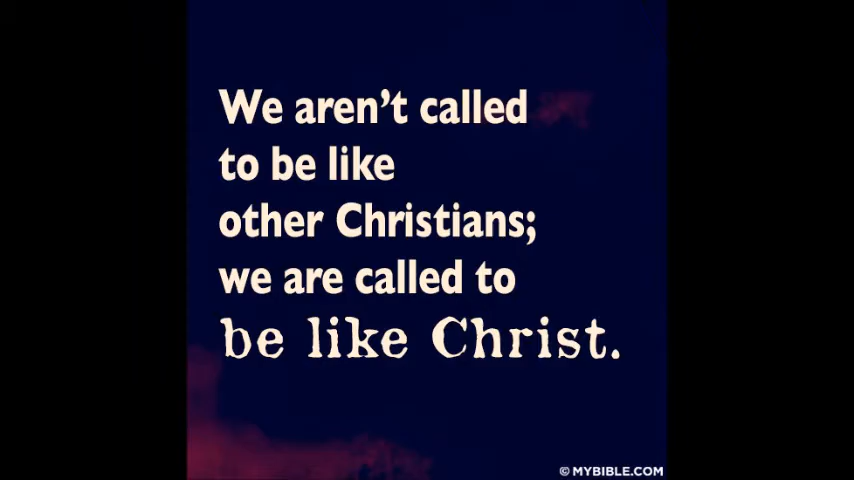 We aren’t called
to be like
other Christians;
we are called to
be like Christ.
© MYBIBLE.COM